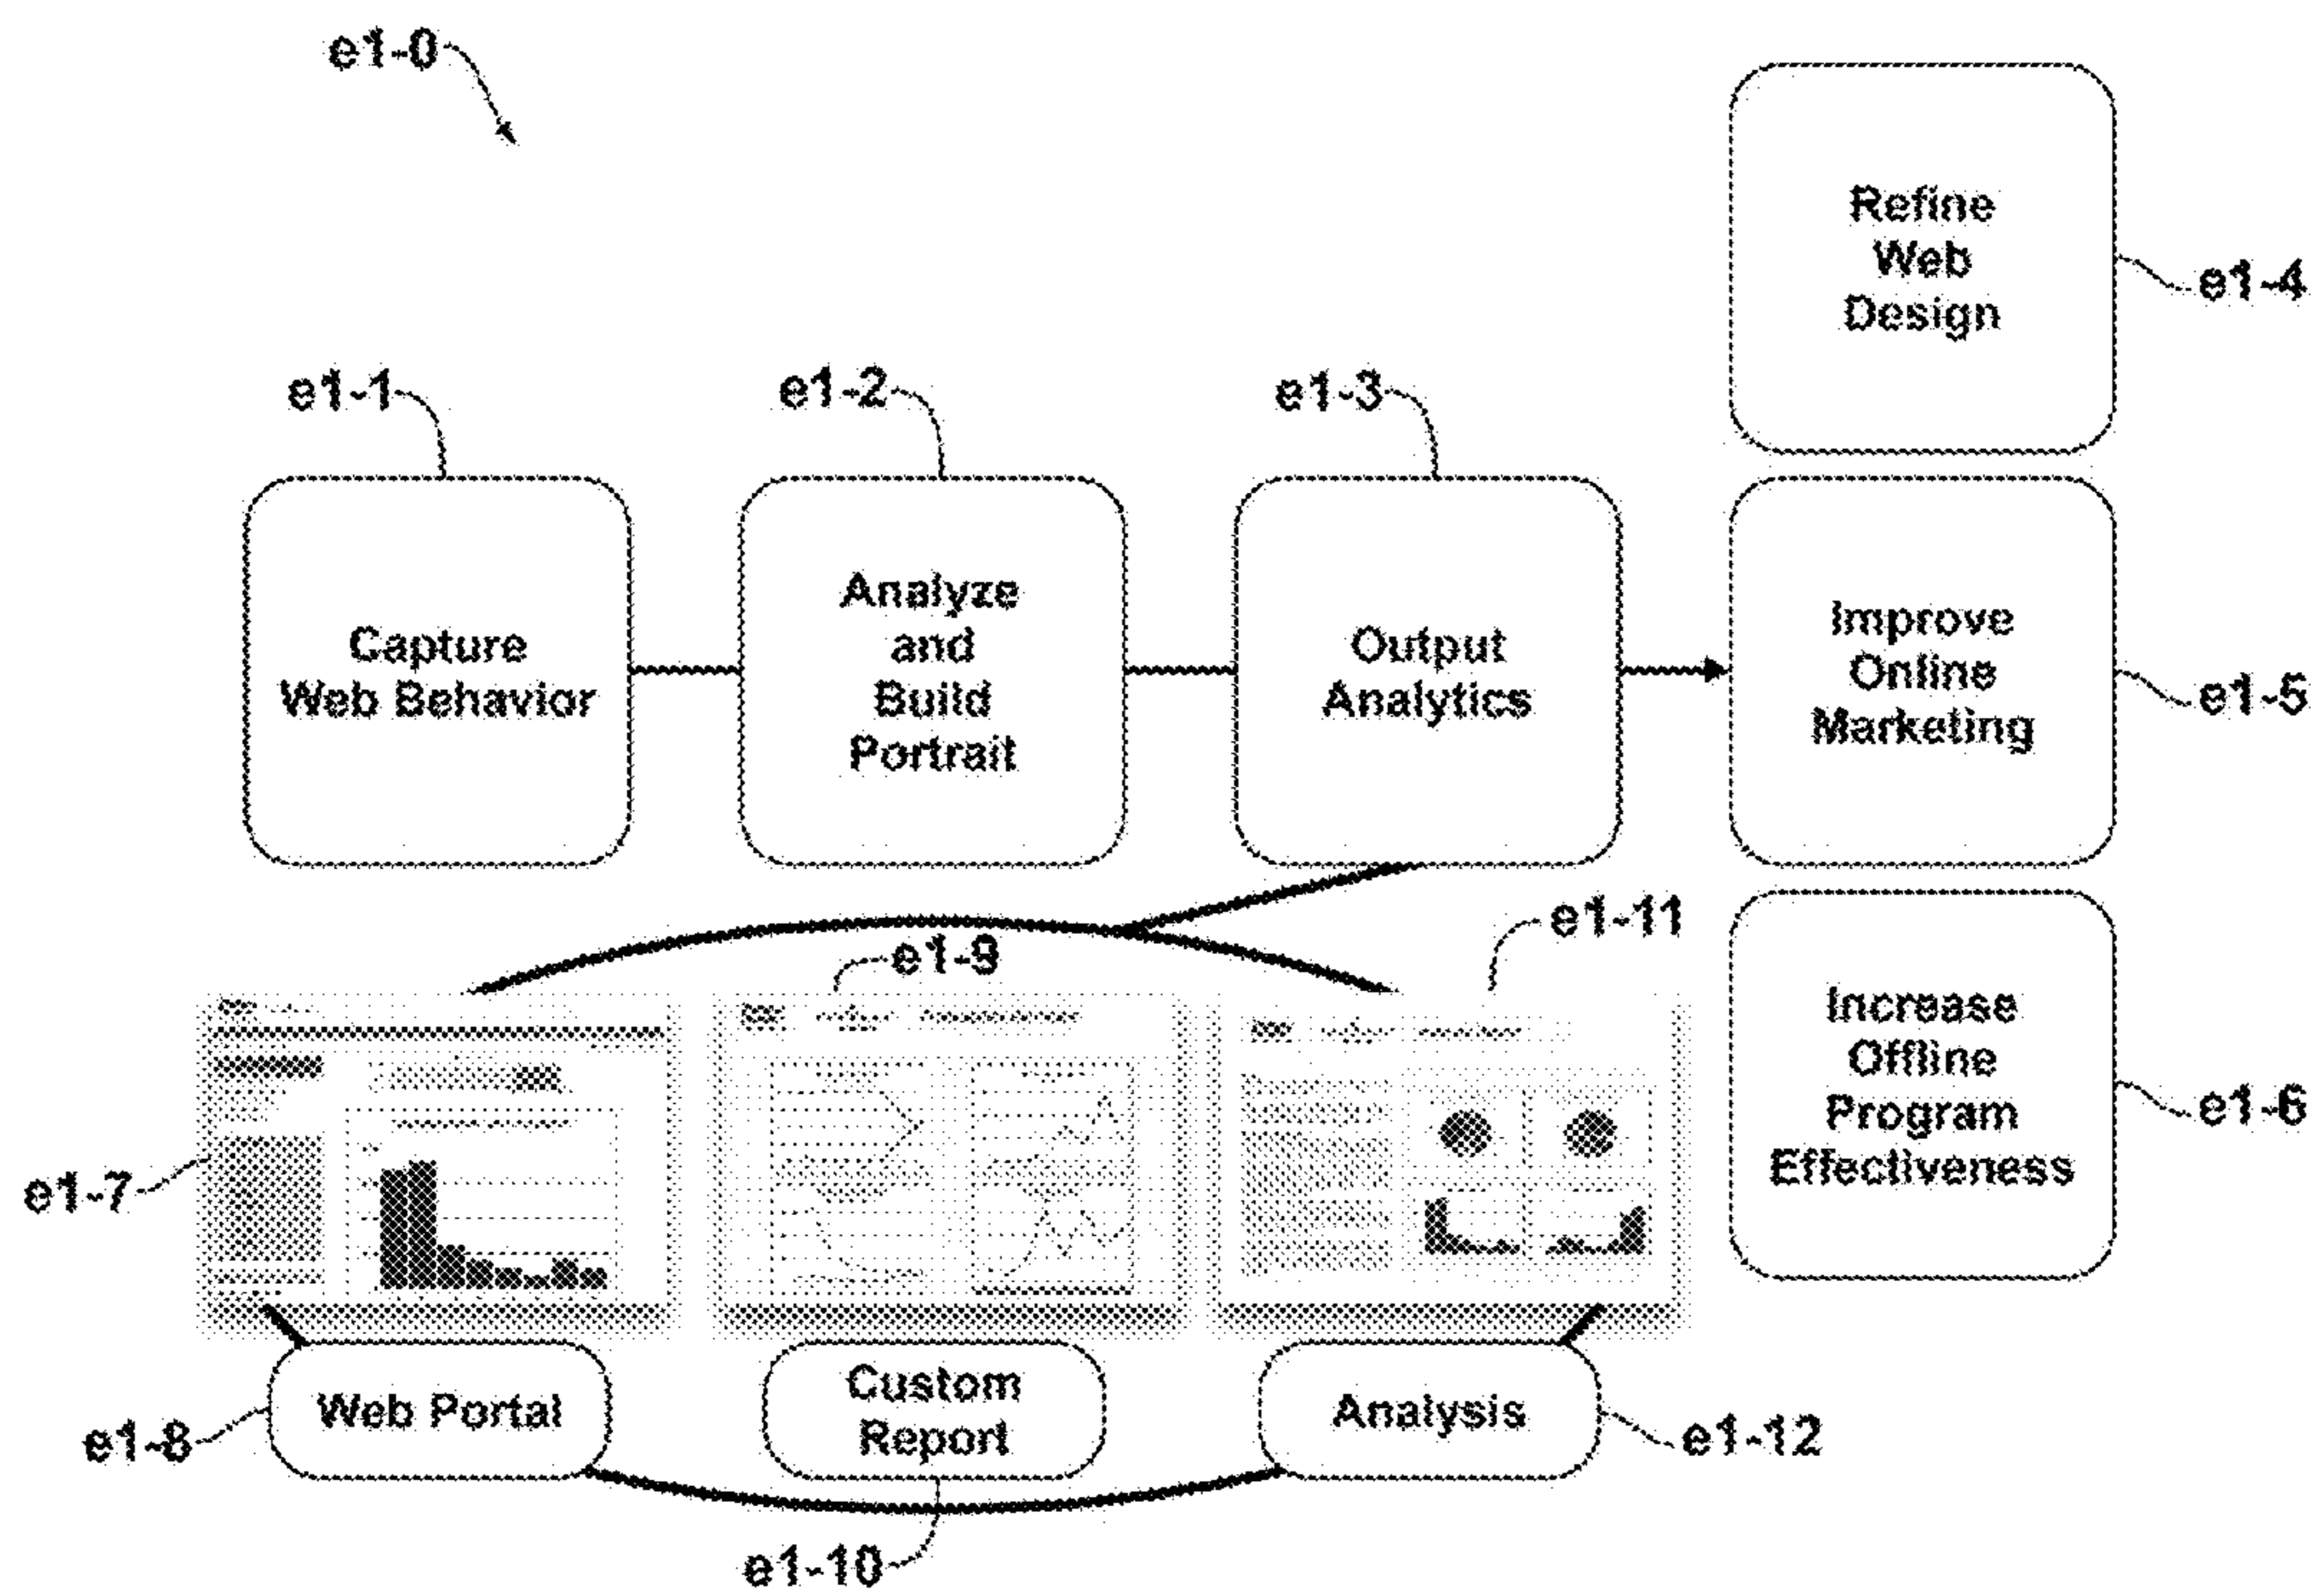 e1-0
Refine
Web
Design
e1-4
e1-1
e1-2
e1-3
Capture
Web Behavior
Analyze
and
Build
Portrait
Output
Analytics
Improve
Online
Marketing
e1-5
e1-9
e1-11
Increase
Offline
Program
Effectiveness
e1-6
e1-7
Web Portal
e1-8
Custom
Report
e1-10
Analysis
e1-12